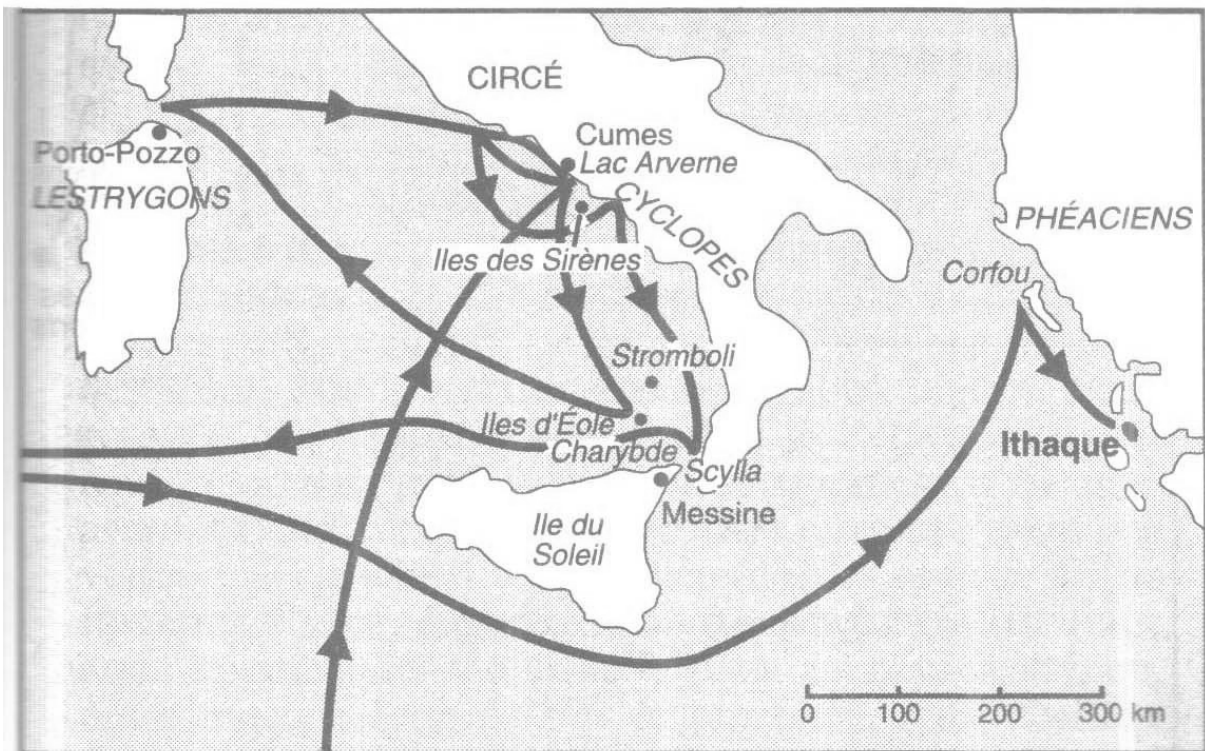 CIRCÉ
Cumes
Lac Arverne
Porto-Pozzo
LESTRYGONS
CYCLOPES
PHÉACIENS
Iles des Sirènes
Corfou
Stromboli
Iles d'Éole
Charybde
Ithaque
Scylla
Messine
Ile du
Soleil
0 100 200 300 km